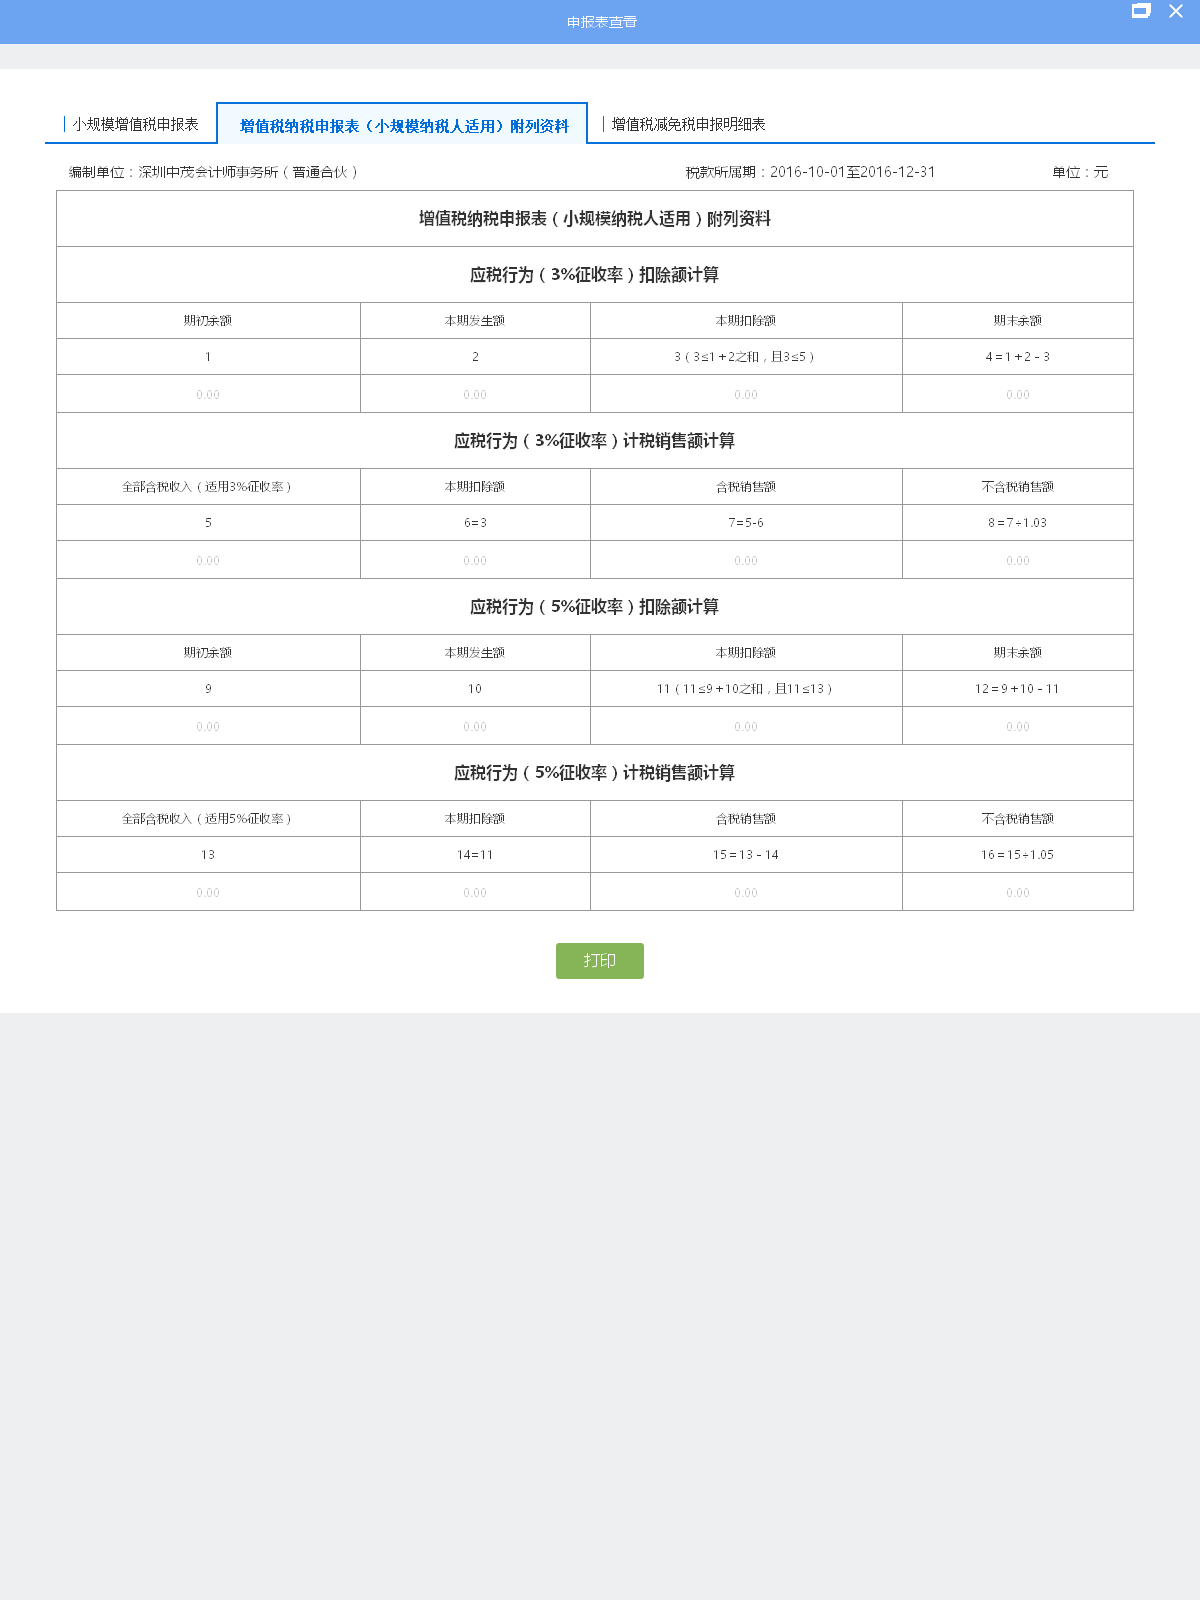 申报表查看
小规模增值税申报表 增值税纳税申报表（小规模纳税人适用）附列资料 增值税减免税申报明细表
编制单位：深圳中茂会计师事务所（普通合伙） 税款所属期：2016-10-01至2016-12-31 单位：元
增值税纳税申报表（小规模纳税人适用）附列资料
应税行为（3%征收率）扣除额计算
期初余额 本期发生额 本期扣除额 期末余额
1 2 3（3≤1＋2之和，且3≤5） 4＝1＋2－3
0.00 0.00 0.00 0.00
应税行为（3%征收率）计税销售额计算
全部含税收入（适用3%征收率） 本期扣除额 含税销售额 不含税销售额
5 6=3 7=5-6 8＝7÷1.03
0.00 0.00 0.00 0.00
应税行为（5%征收率）扣除额计算
期初余额 本期发生额 本期扣除额 期末余额
9 10 11（11≤9＋10之和，且11≤13） 12＝9＋10－11
0.00 0.00 0.00 0.00
应税行为（5%征收率）计税销售额计算
全部含税收入（适用5%征收率） 本期扣除额 含税销售额 不含税销售额
13 14=11 15＝13－14 16＝15÷1.05
0.00 0.00 0.00 0.00
打印